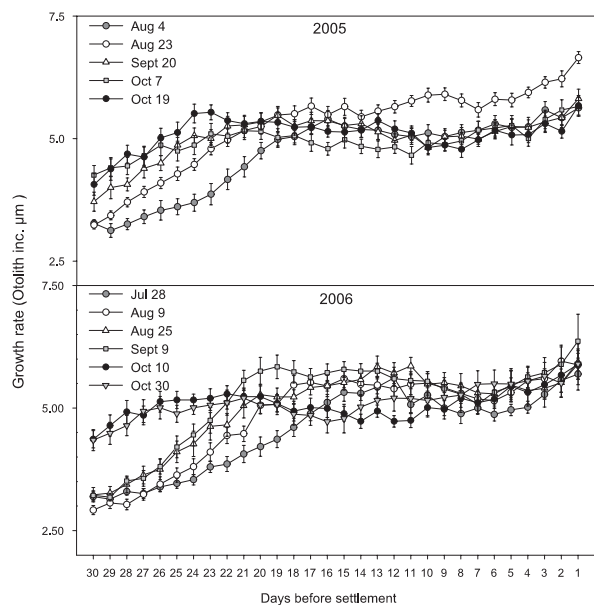 7.5
5.0
2.5
2005
Aug 4
Aug 23
Sept 20
Oct 7
Oct 19
Growth rate (Otolith inc. µm)
7.50
5.00
2.50
2006
Jul 28
Aug 9
Aug 25
Sept 9
Oct 10
Oct 30
30 29 28 27 26 25 24 23 22 21 20 19 18 17 16 15 14 13 12 11 10 9 8 7 6 5 4 3 2 1
Days before settlement